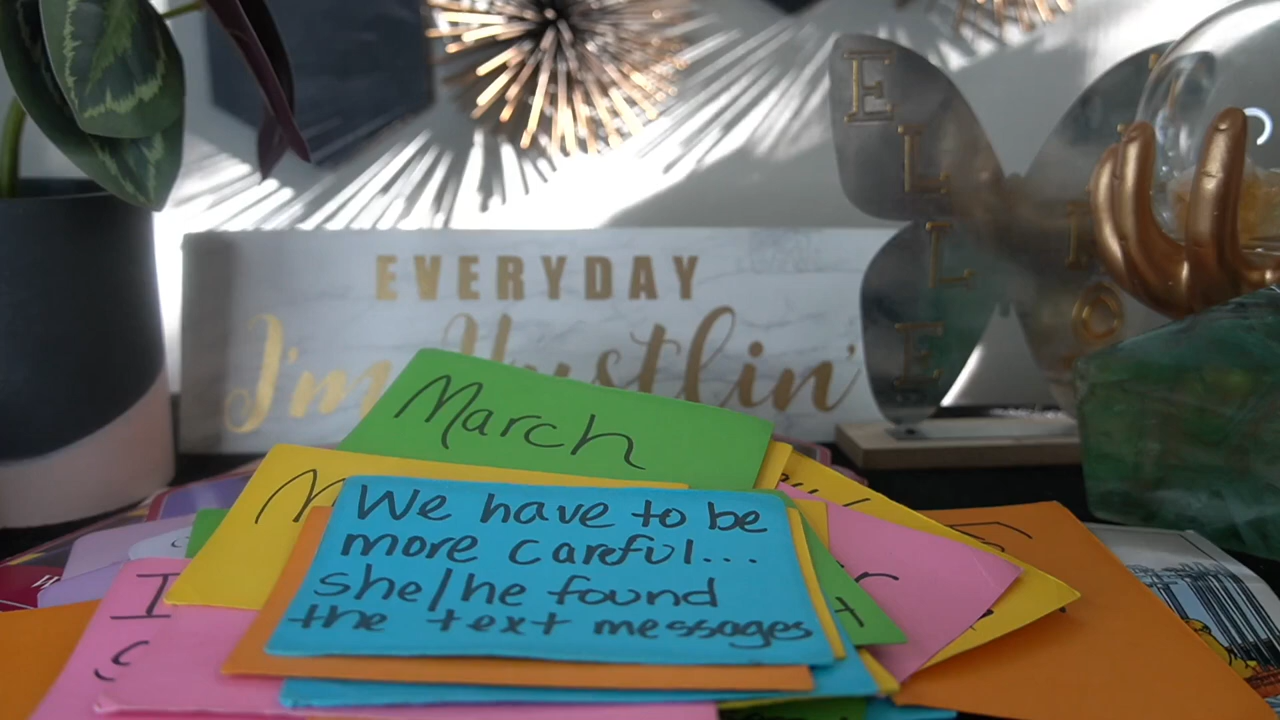 EVERYDAY
I'm Hustlin'
E
L
L
E
March
We have to be
more careful...
she/he found
the text messages
I